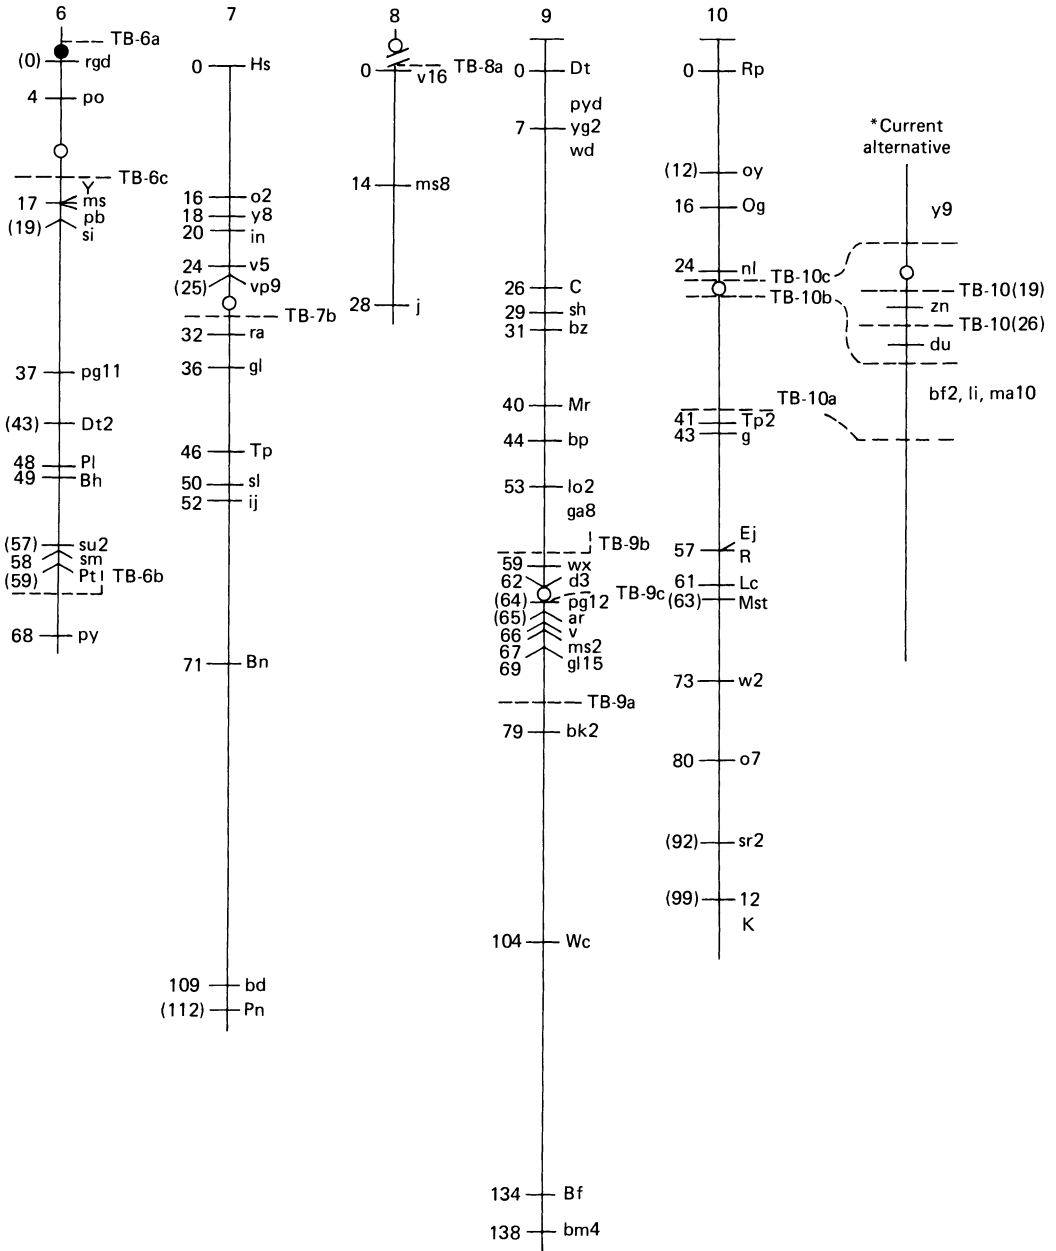 6
TB-6a
(0) rgd
4 po
TB-6c
Y
17 ms
pb
(19) si
37 pg11
(43) Dt2
48 Pl
49 Bh
(57) su2
58 sm
(59) Pt
TB-6b
68 py
7
0 Hs
16 o2
18 y8
20 in
24 v5
(25) vp9
TB-7b
32 ra
36 gl
46 Tp
50 sl
52 ij
71 Bn
109 bd
(112) Pn
8
TB-8a
0 v16
14 ms8
28 j
9
0 Dt
pyd
7 yg2
wd
26 C
29 sh
31 bz
40 Mr
44 bp
53 lo2
ga8
TB-9b
59 wx
62 d3
TB-9c
(64) pg12
(65) ar
66 v
67 ms2
69 gl15
TB-9a
79 bk2
104 Wc
134 Bf
138 bm4
10
0 Rp
(12) oy
16 Og
24 nl
TB-10c
TB-10b
TB-10a
41 Tp2
43 g
Ej
57 R
61 Lc
(63) Mst
73 w2
80 o7
(92) sr2
(99) 12
K
*Current
alternative
y9
TB-10(19)
zn
TB-10(26)
du
bf2, li, ma10